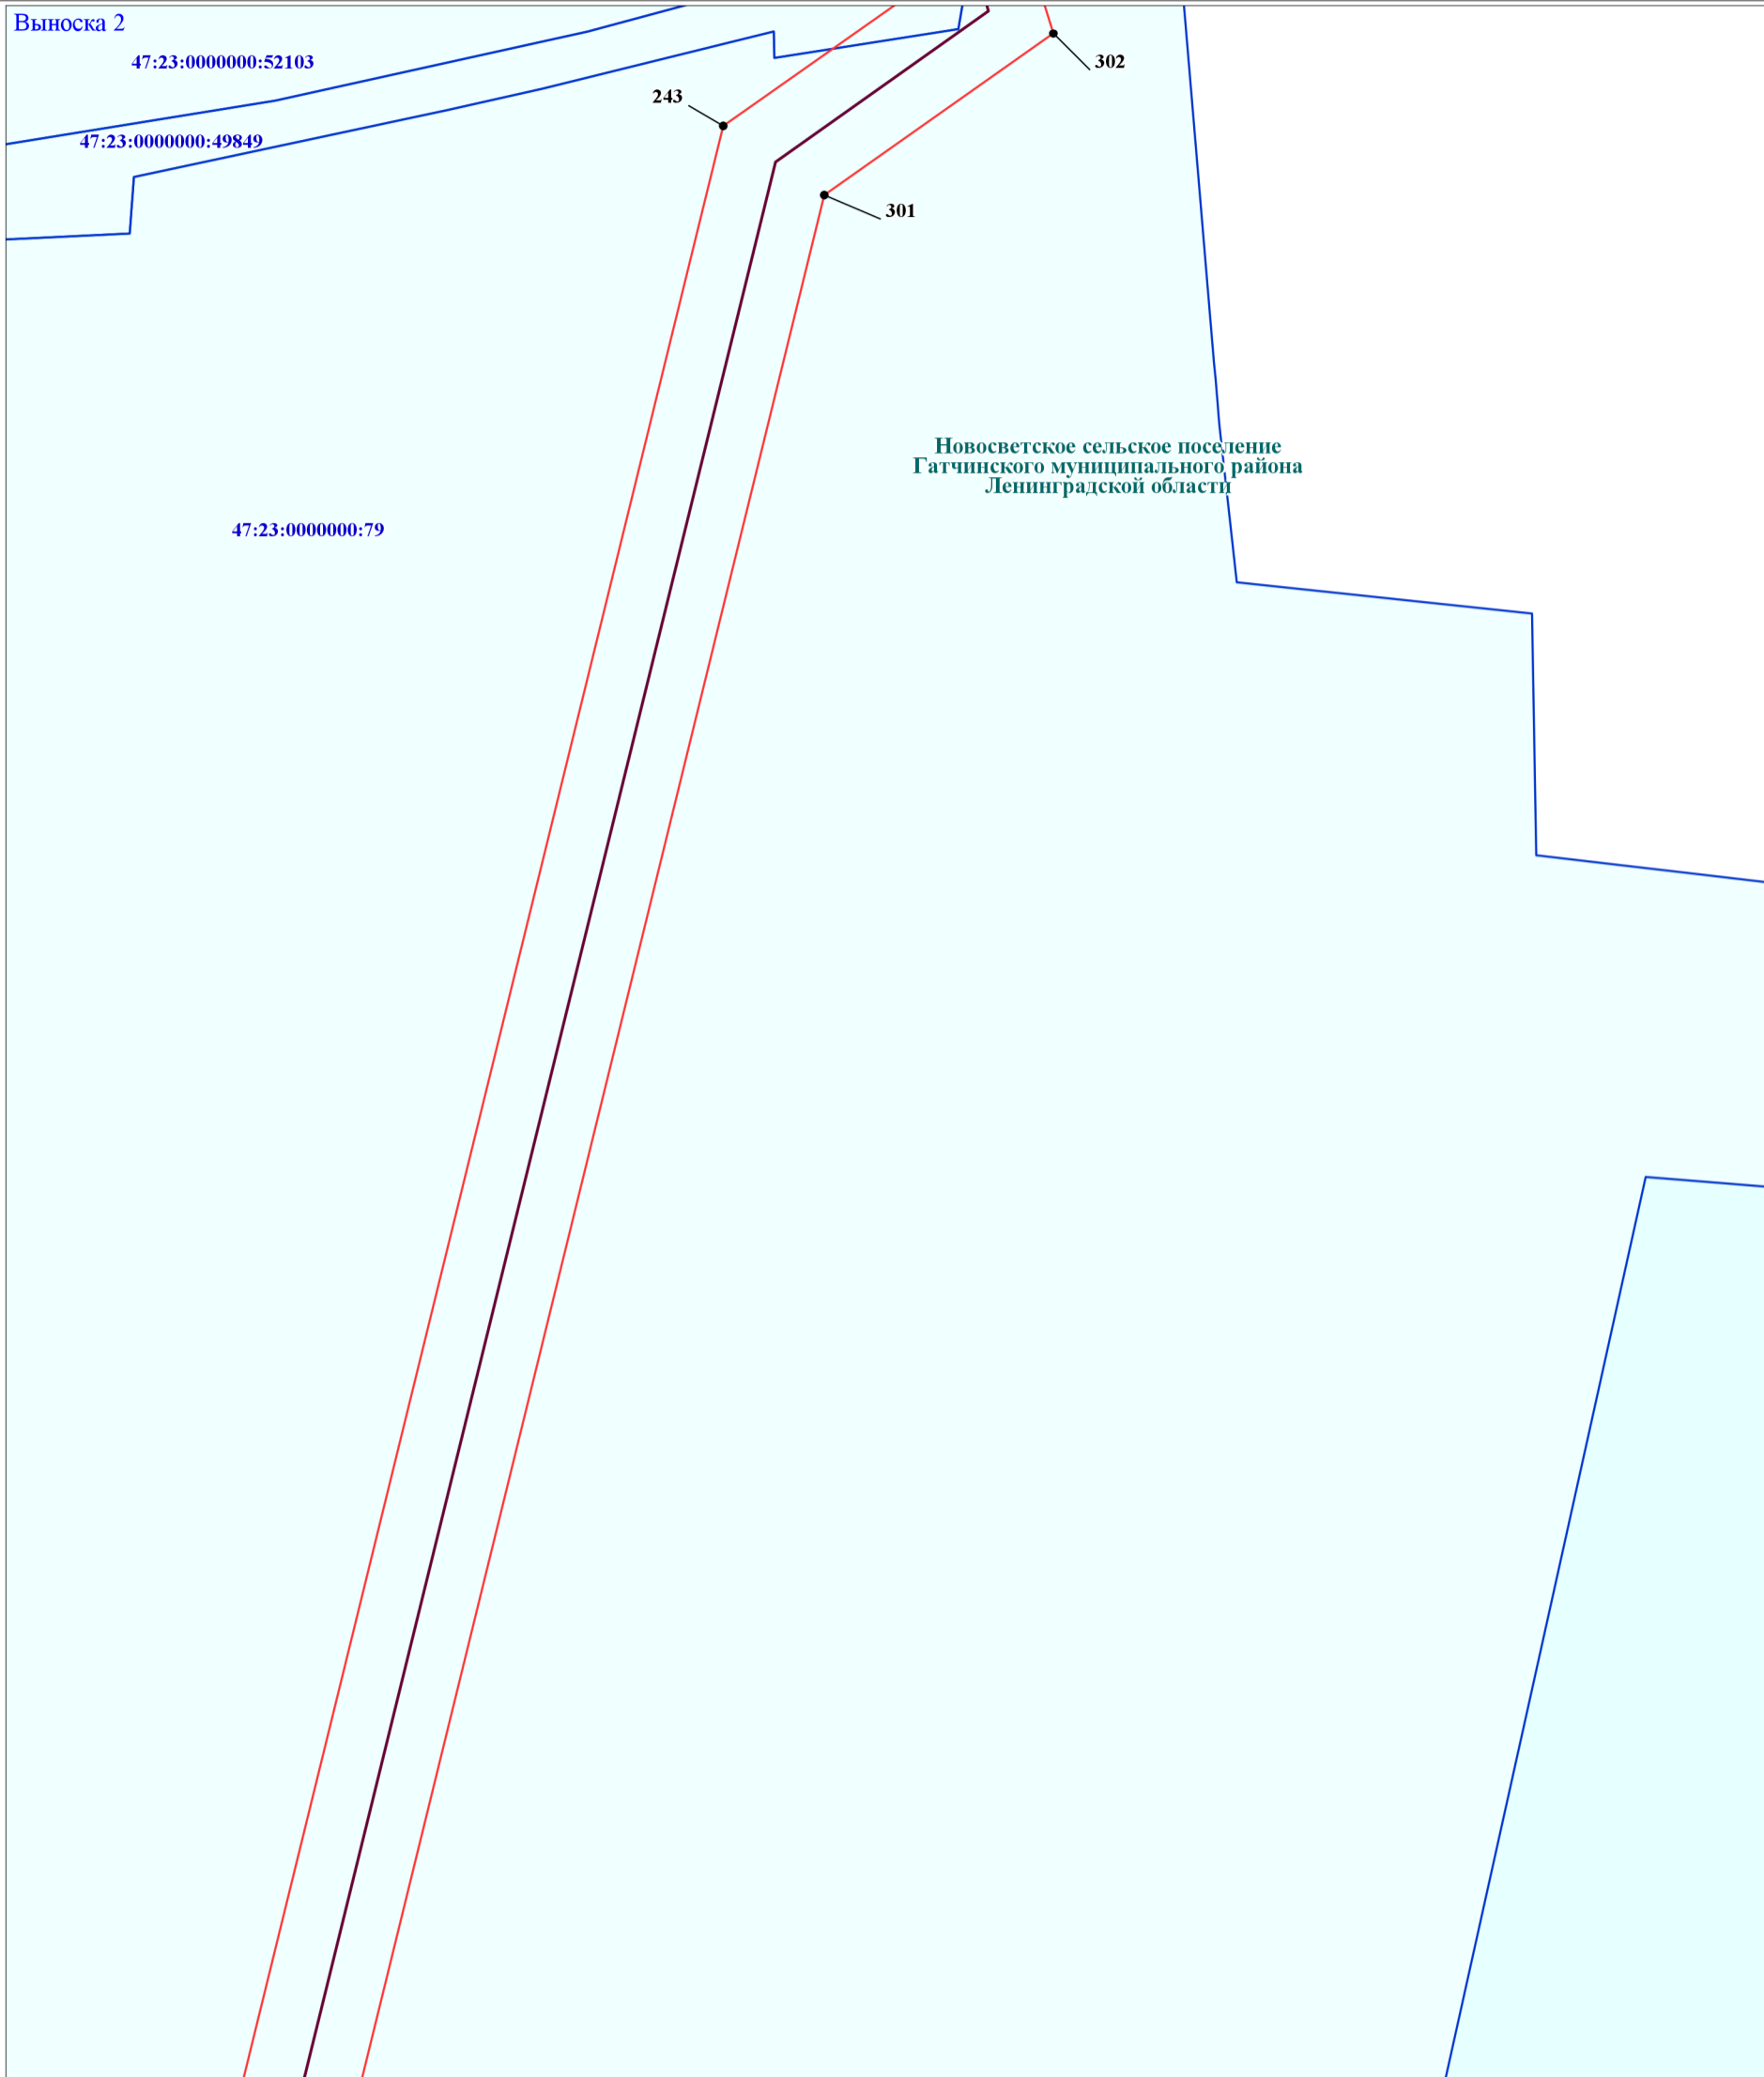 Выноска 2
47:23:0000000:52103
302
243
47:23:0000000:49849
301
Новосветское сельское поселение
Гатчинского муниципального района
Ленинградской области
47:23:0000000:79